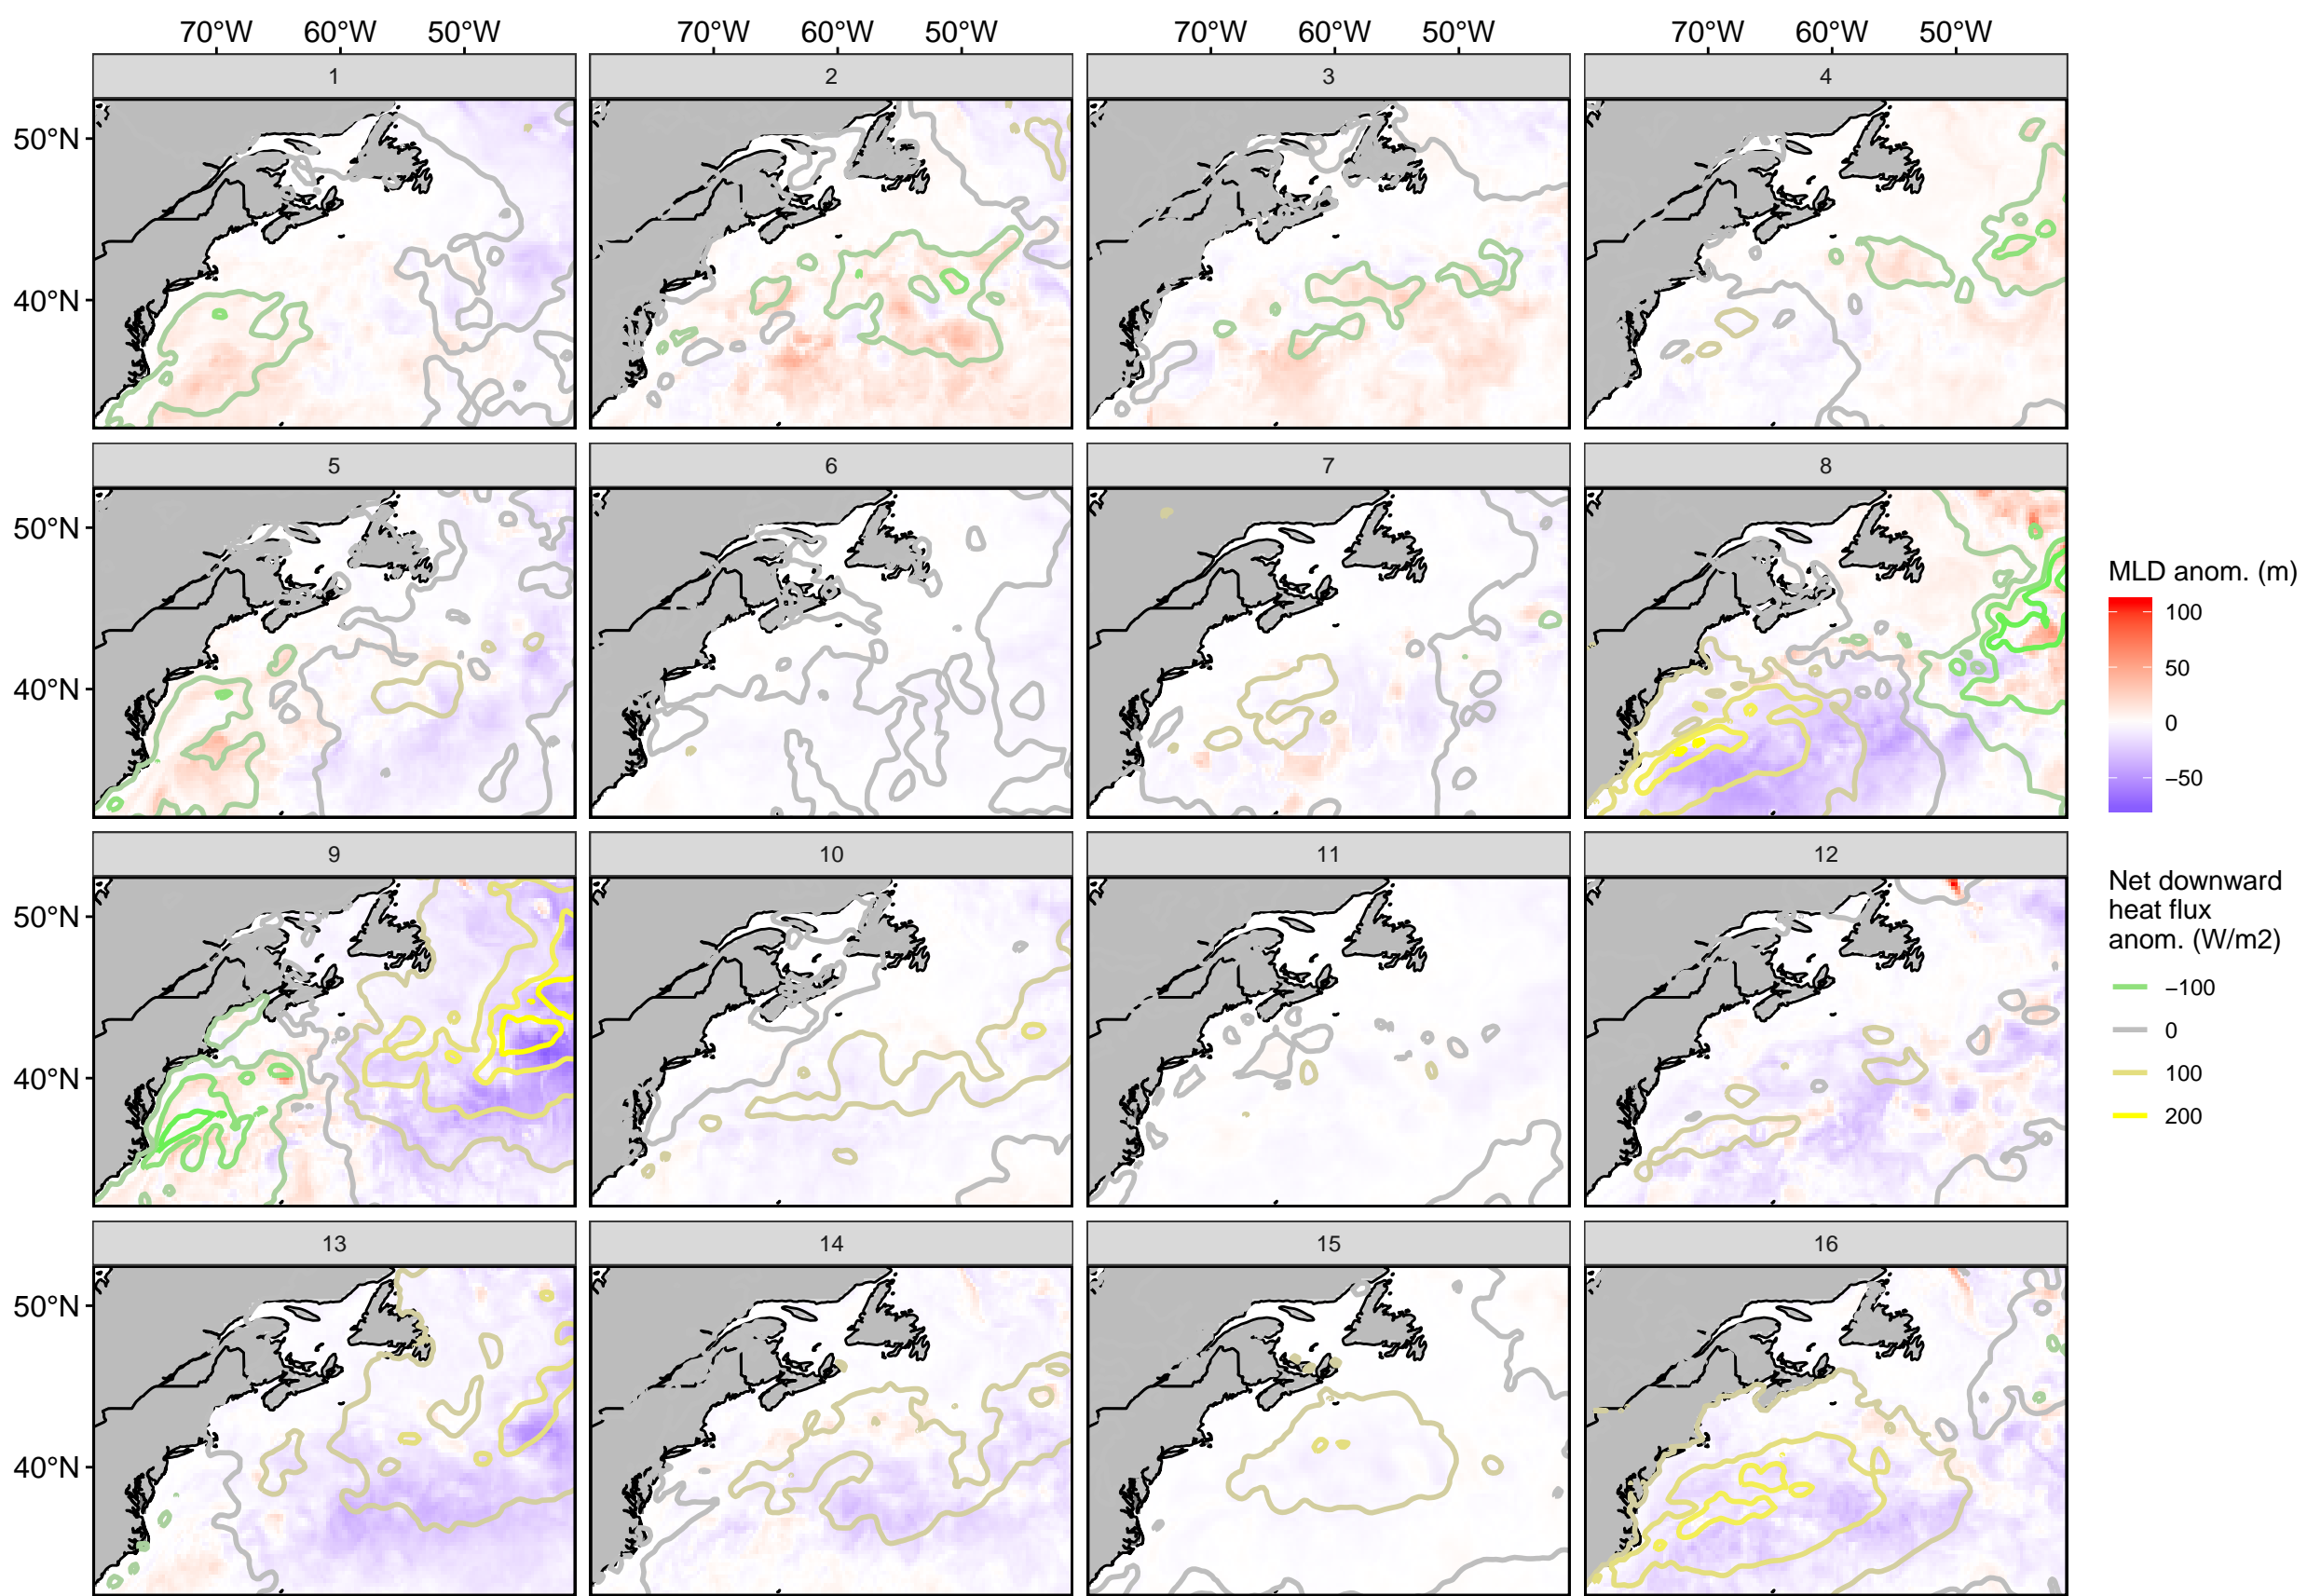 70°W 60°W 50°W 70°W 60°W 50°W 70°W 60°W 50°W 70°W 60°W 50°W
1 2 3 4
50°N
40°N
5 6 7 8
50°N
40°N
9 10 11 12
50°N
40°N
13 14 15 16
50°N
40°N
MLD anom. (m)
100
50
0
−50
Net downward
heat flux
anom. (W/m2)
−100
0
100
200